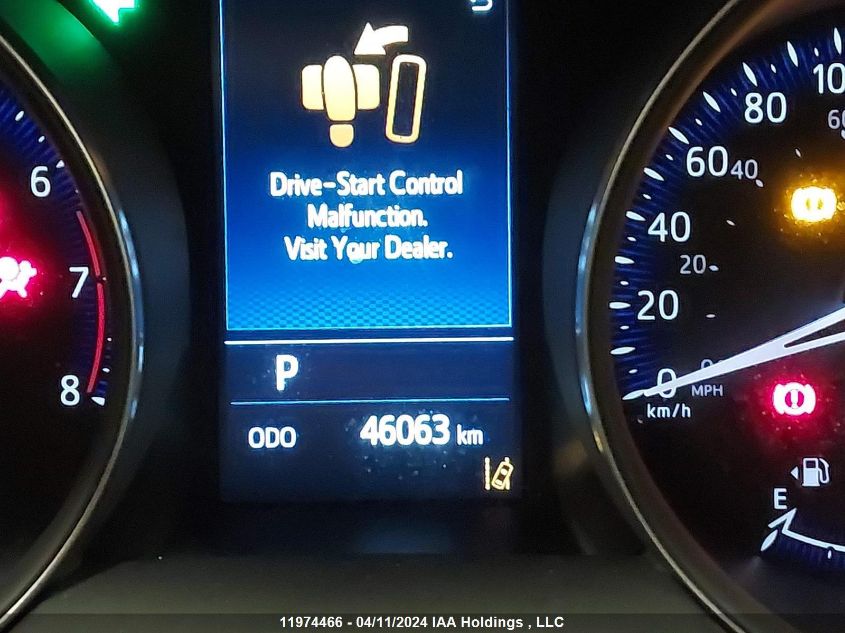 Drive-Start Control
Malfunction.
Visit Your Dealer.
P
ODO 46063 km
6
7
8
80
60
40
20
0
km/h
60
40
20
MPH
E
11974466 - 04/11/2024 IAA Holdings , LLC